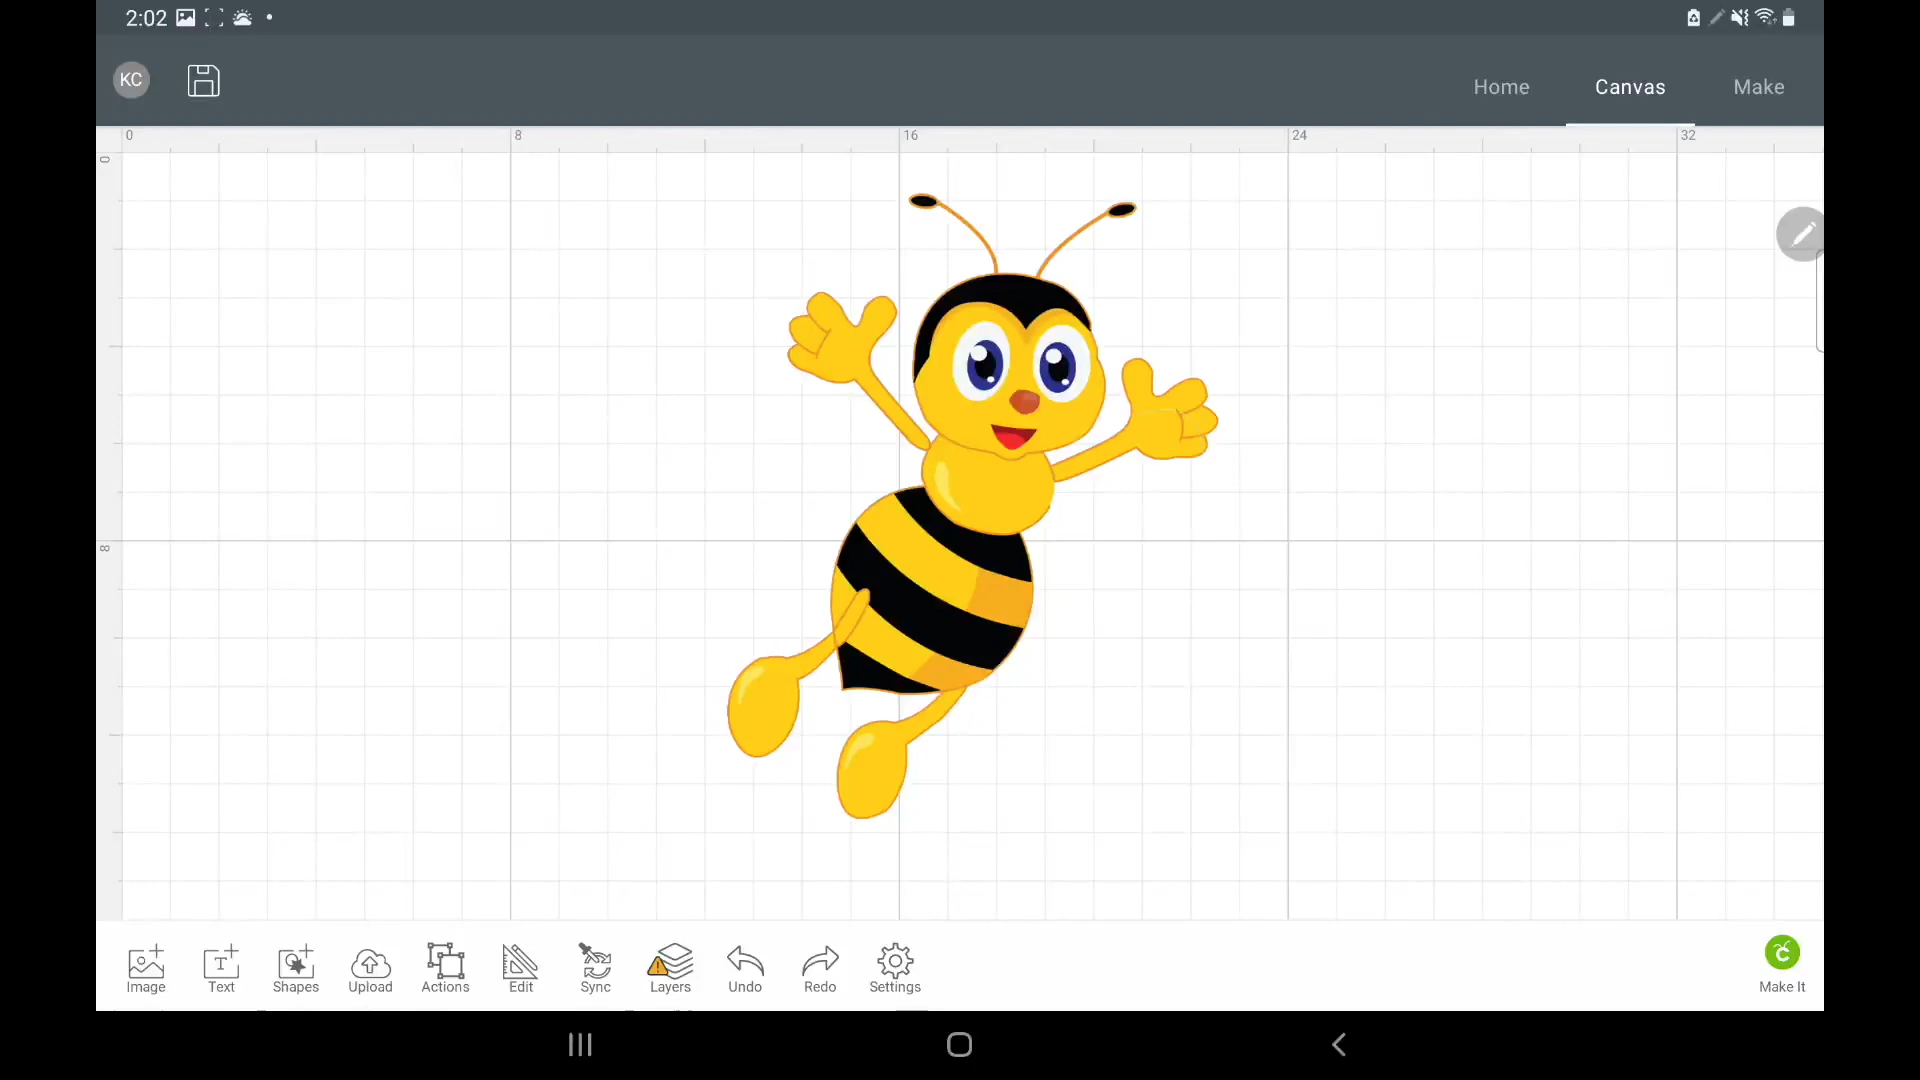 2:02
KC
Home Canvas Make
0 8 16 24 32
0
8
Image Text Shapes Upload Actions Edit Sync Layers Undo Redo Settings Make It